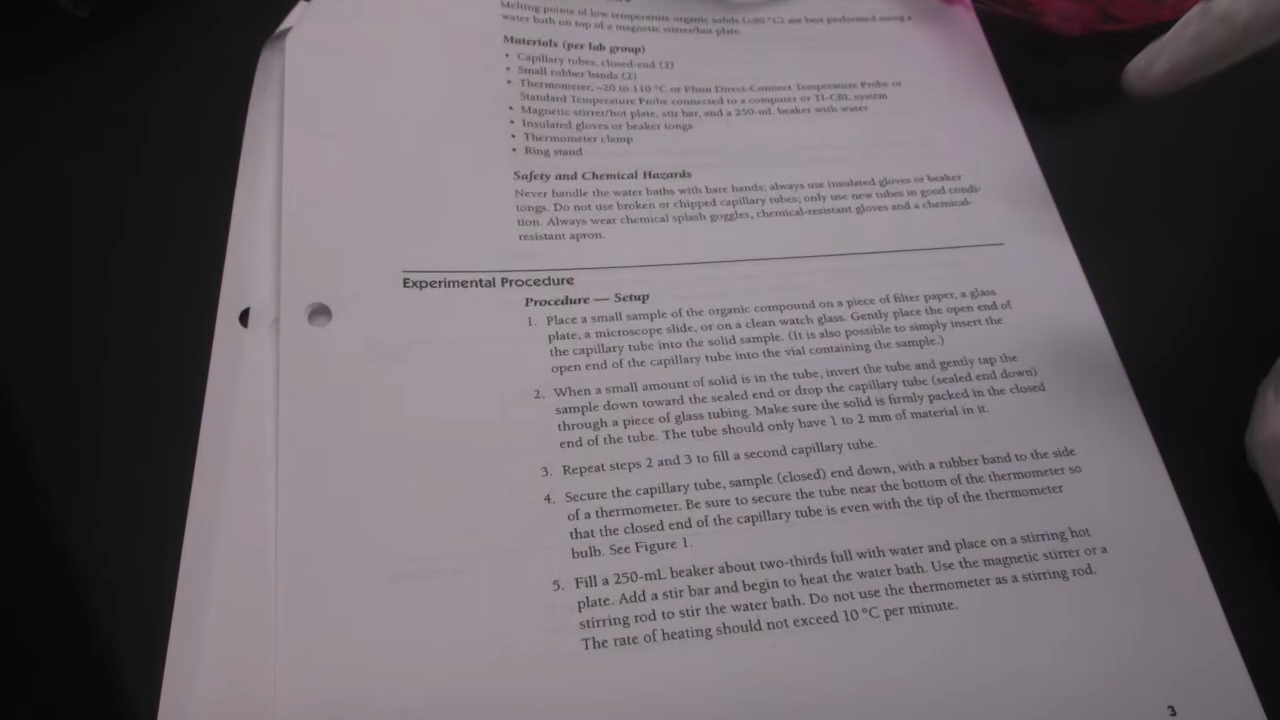 Melting points of low temperature organic solids (<90 °C) are best performed using a
water bath on top of a magnetic stirrer/hot plate.
Materials (per lab group)
• Capillary tubes, closed-end (2)
• Small rubber bands (2)
• Thermometer, –20 to 110 °C or Phun Direct-Connect Temperature Probe or
Standard Temperature Probe connected to a computer or TI-CBL system
• Magnetic stirrer/hot plate, stir bar, and a 250-mL beaker with water
• Insulated gloves or beaker tongs
• Thermometer clamp
• Ring stand
Safety and Chemical Hazards
Never handle the water baths with bare hands; always use insulated gloves or beaker
tongs. Do not use broken or chipped capillary tubes; only use new tubes in good condi-
tion. Always wear chemical splash goggles, chemical-resistant gloves and a chemical-
resistant apron.
Experimental Procedure
Procedure — Setup
1. Place a small sample of the organic compound on a piece of filter paper, a glass
plate, a microscope slide, or on a clean watch glass. Gently place the open end of
the capillary tube into the solid sample. (It is also possible to simply insert the
open end of the capillary tube into the vial containing the sample.)
2. When a small amount of solid is in the tube, invert the tube and gently tap the
sample down toward the sealed end or drop the capillary tube (sealed end down)
through a piece of glass tubing. Make sure the solid is firmly packed in the closed
end of the tube. The tube should only have 1 to 2 mm of material in it.
3. Repeat steps 2 and 3 to fill a second capillary tube.
4. Secure the capillary tube, sample (closed) end down, with a rubber band to the side
of a thermometer. Be sure to secure the tube near the bottom of the thermometer so
that the closed end of the capillary tube is even with the tip of the thermometer
bulb. See Figure 1.
5. Fill a 250-mL beaker about two-thirds full with water and place on a stirring hot
plate. Add a stir bar and begin to heat the water bath. Use the magnetic stirrer or a
stirring rod to stir the water bath. Do not use the thermometer as a stirring rod.
The rate of heating should not exceed 10 °C per minute.
3